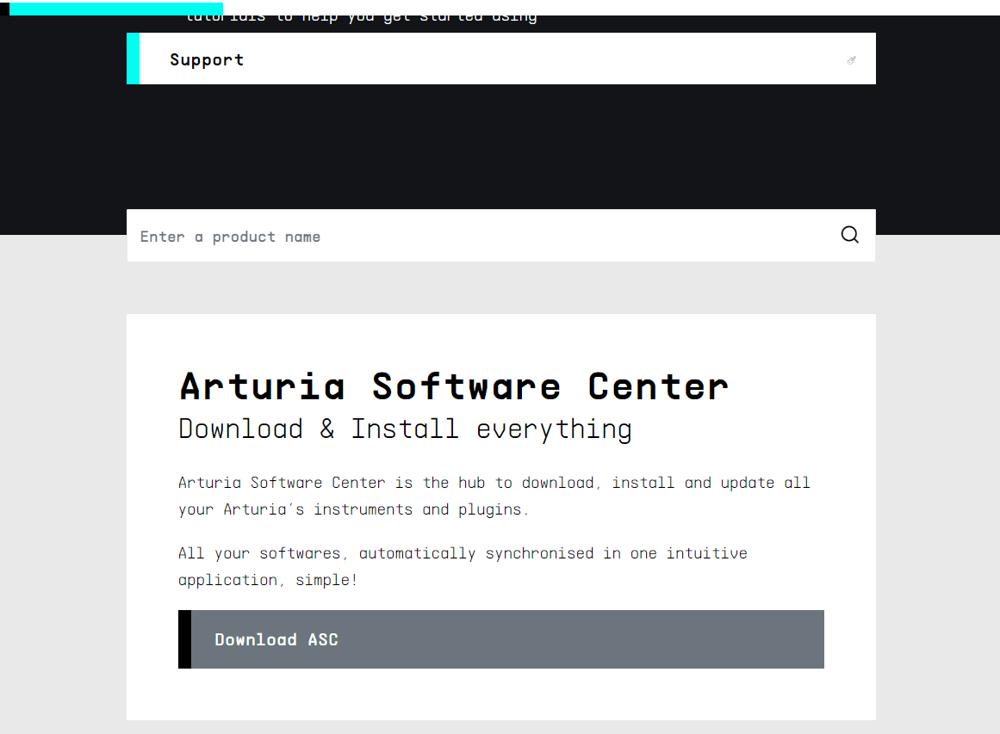 tutorials to help you get started using
Support
Enter a product name
Arturia Software Center
Download & Install everything
Arturia Software Center is the hub to download, install and update all
your Arturia's instruments and plugins.
All your softwares, automatically synchronised in one intuitive
application, simple!
Download ASC